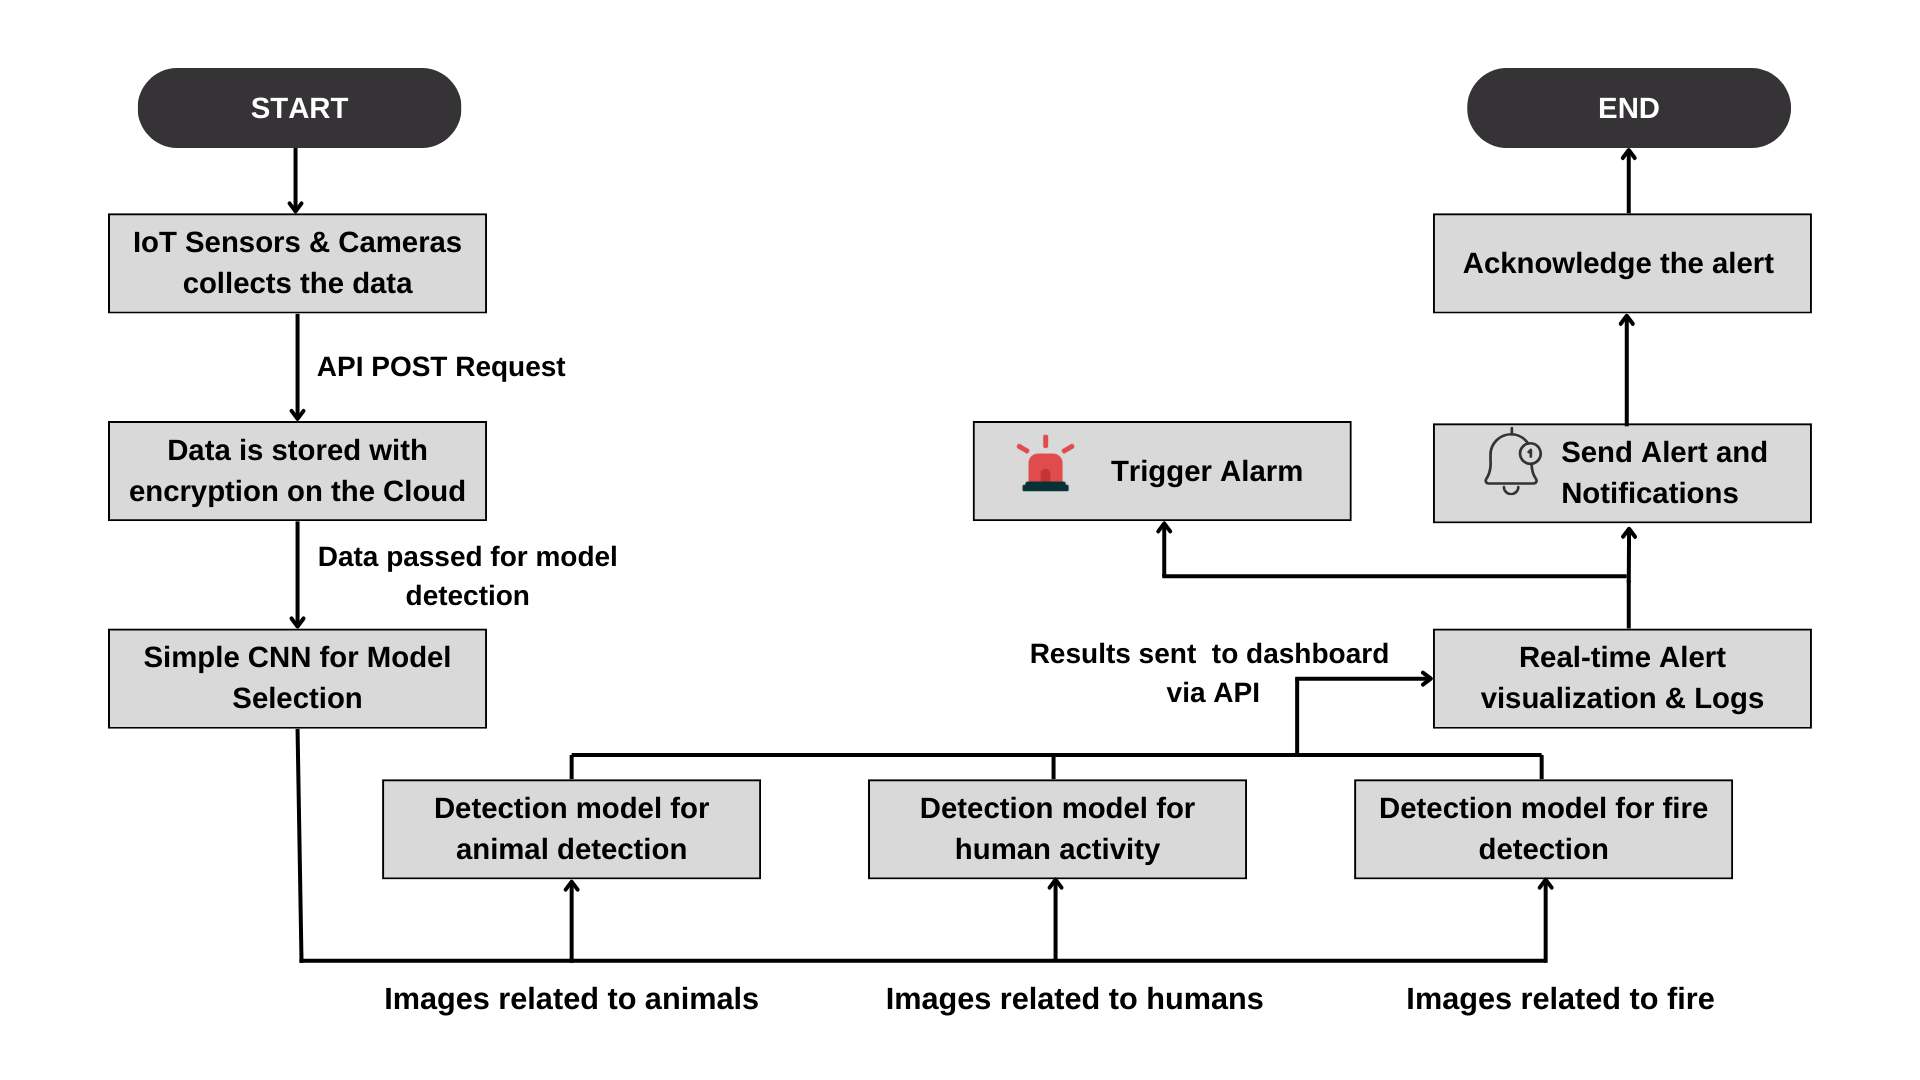 START
IoT Sensors & Cameras
collects the data
API POST Request
Data is stored with
encryption on the Cloud
Data passed for model
detection
Simple CNN for Model
Selection
Images related to animals
Images related to humans
Images related to fire
Detection model for
animal detection
Detection model for
human activity
Detection model for fire
detection
Results sent  to dashboard
via API
Real-time Alert
visualization & Logs
Trigger Alarm
1
Send Alert and
Notifications
Acknowledge the alert
END